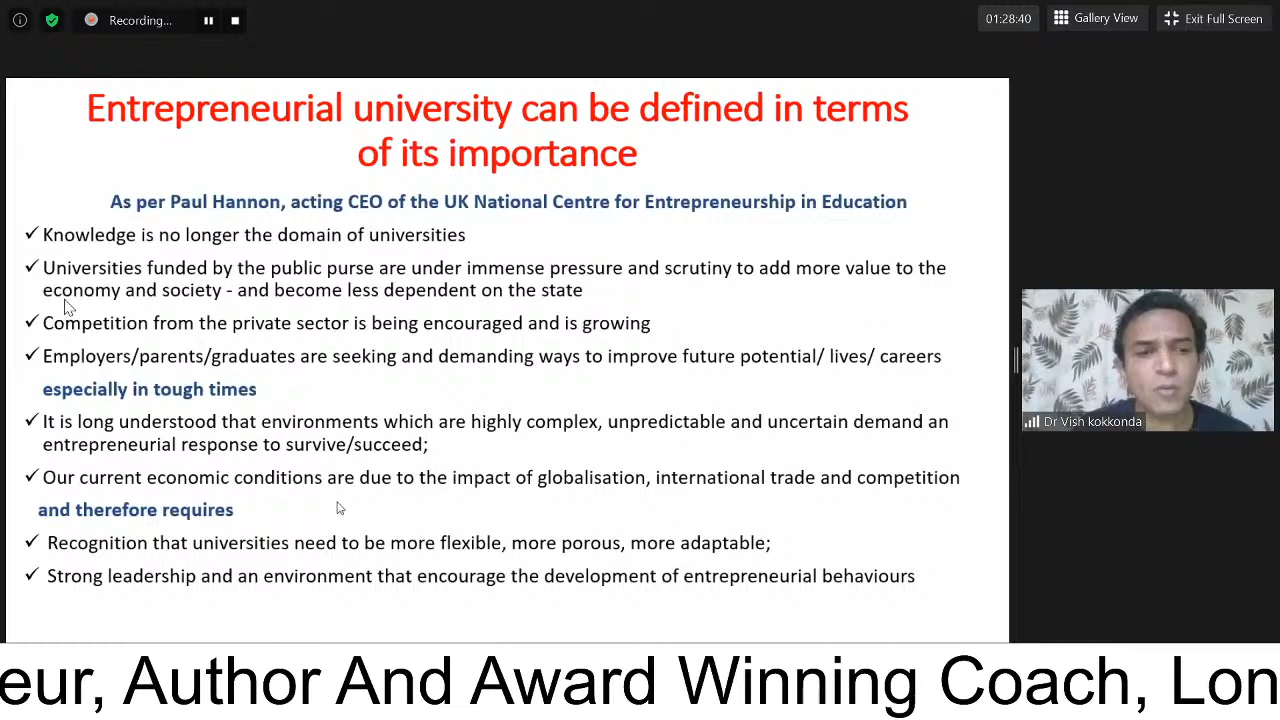 Recording...
01:28:40
Gallery View
Exit Full Screen
Entrepreneurial university can be defined in terms
of its importance
As per Paul Hannon, acting CEO of the UK National Centre for Entrepreneurship in Education
✓ Knowledge is no longer the domain of universities
✓ Universities funded by the public purse are under immense pressure and scrutiny to add more value to the
economy and society - and become less dependent on the state
✓ Competition from the private sector is being encouraged and is growing
✓ Employers/parents/graduates are seeking and demanding ways to improve future potential/ lives/ careers
especially in tough times
✓ It is long understood that environments which are highly complex, unpredictable and uncertain demand an
entrepreneurial response to survive/succeed;
✓ Our current economic conditions are due to the impact of globalisation, international trade and competition
and therefore requires
✓ Recognition that universities need to be more flexible, more porous, more adaptable;
✓ Strong leadership and an environment that encourage the development of entrepreneurial behaviours
Dr Vish kokkonda
eur, Author And Award Winning Coach, Lon